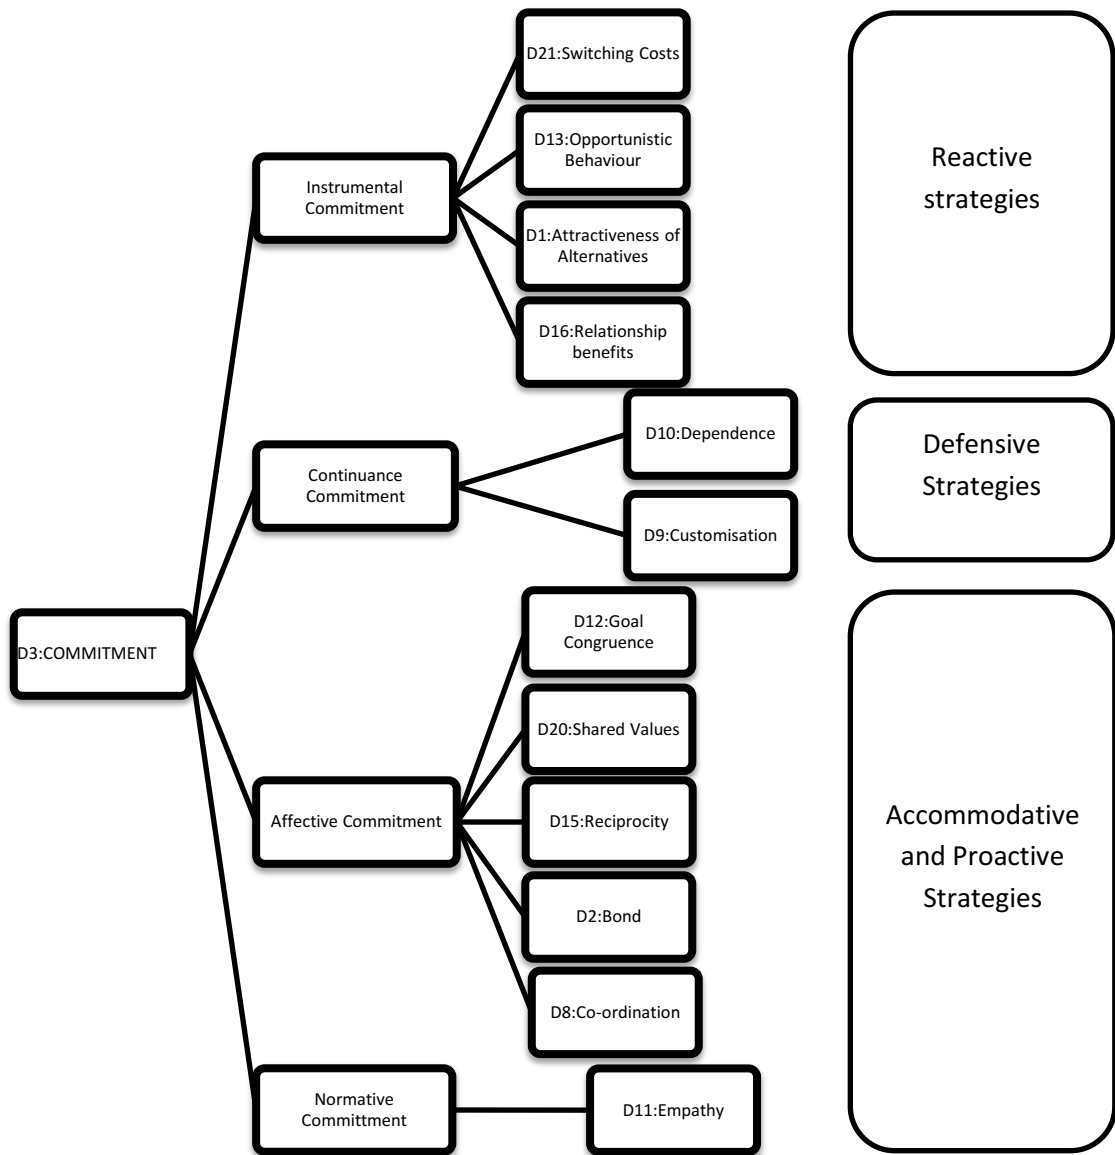 D21:Switching Costs
D13:Opportunistic
Behaviour
Instrumental
Commitment
D1:Attractiveness of
Alternatives
D16:Relationship
benefits
Reactive
strategies
D10:Dependence
Continuance
Commitment
D9:Customisation
Defensive
Strategies
D3:COMMITMENT
D12:Goal
Congruence
D20:Shared Values
Affective Commitment
D15:Reciprocity
D2:Bond
D8:Co-ordination
Accommodative
and Proactive
Strategies
Normative
Committment
D11:Empathy